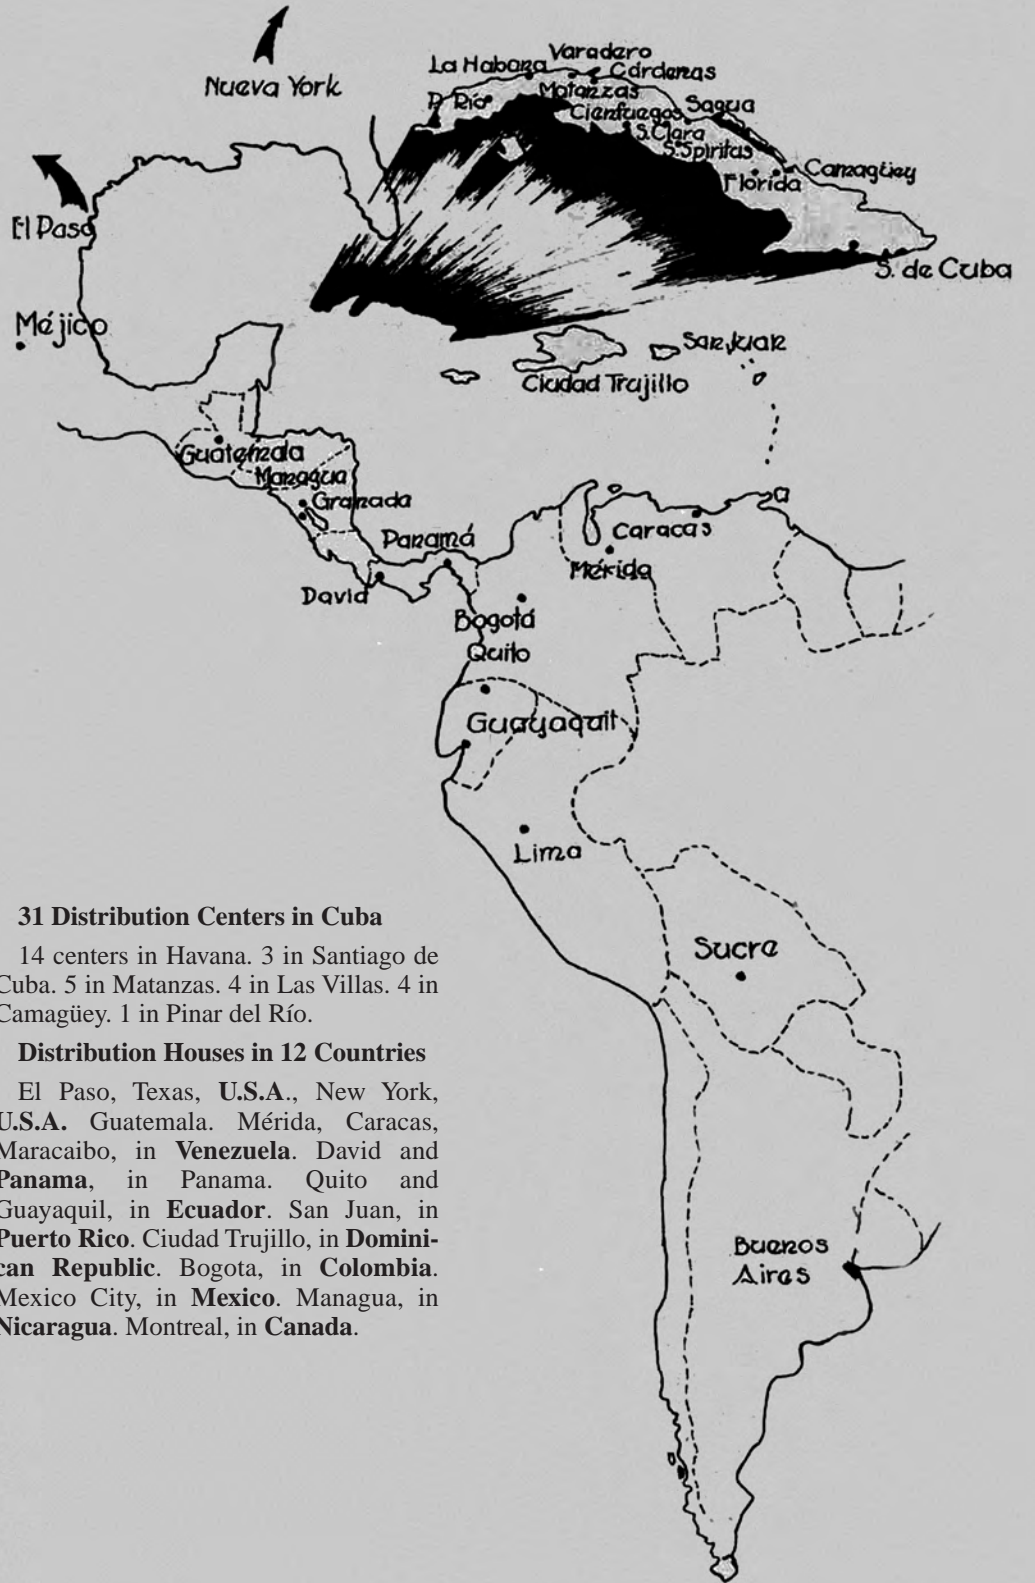 Nueva York
La Habana
Varadero
Cárdenas
P. Río
Matanzas
Cienfuegos
Sagua
S. Clara
S. Spíritas
Florida
Camagüey
S. de Cuba
El Paso
Méjico
San Juan
Ciudad Trujillo
Guatemala
Managua
Granada
Panamá
David
Caracas
Mérida
Bogotá
Quito
Guayaquil
Lima
Sucre
Buenos
Aires
31 Distribution Centers in Cuba
14 centers in Havana. 3 in Santiago de
Cuba. 5 in Matanzas. 4 in Las Villas. 4 in
Camagüey. 1 in Pinar del Río.
Distribution Houses in 12 Countries
El Paso, Texas, U.S.A., New York,
U.S.A. Guatemala. Mérida, Caracas,
Maracaibo, in Venezuela. David and
Panama, in Panama. Quito and
Guayaquil, in Ecuador. San Juan, in
Puerto Rico. Ciudad Trujillo, in Domini-
can Republic. Bogota, in Colombia.
Mexico City, in Mexico. Managua, in
Nicaragua. Montreal, in Canada.